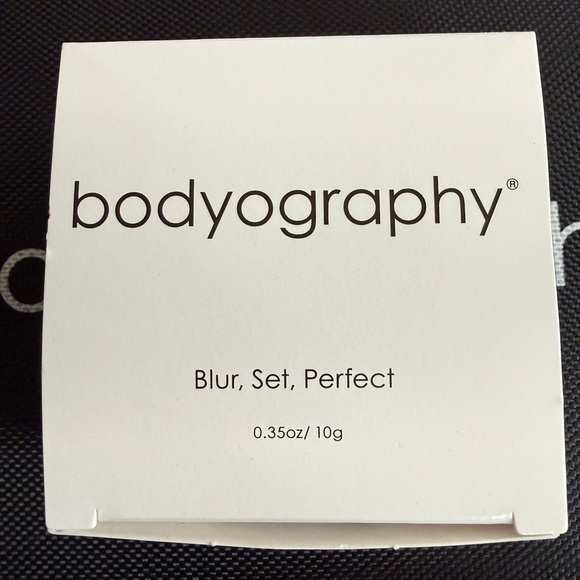 bodyography®
Blur, Set, Perfect
0.35oz/ 10g